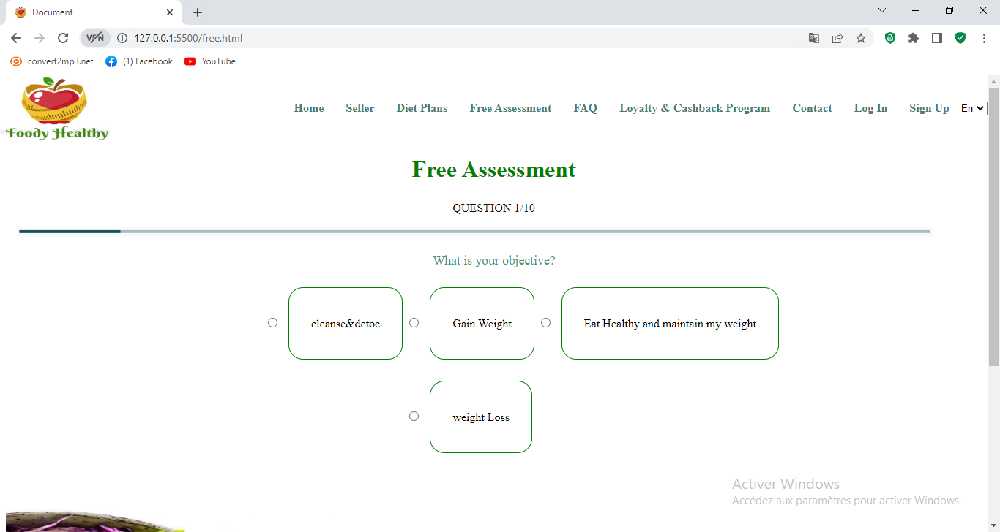 Document
VPN
127.0.0.1:5500/free.html
convert2mp3.net (1) Facebook YouTube
Foody Healthy
Home Seller Diet Plans Free Assessment FAQ Loyalty & Cashback Program Contact Log In Sign Up En
Free Assessment
QUESTION 1/10
What is your objective?
cleanse&detoc Gain Weight Eat Healthy and maintain my weight
weight Loss
Activer Windows
Accédez aux paramètres pour activer Windows.